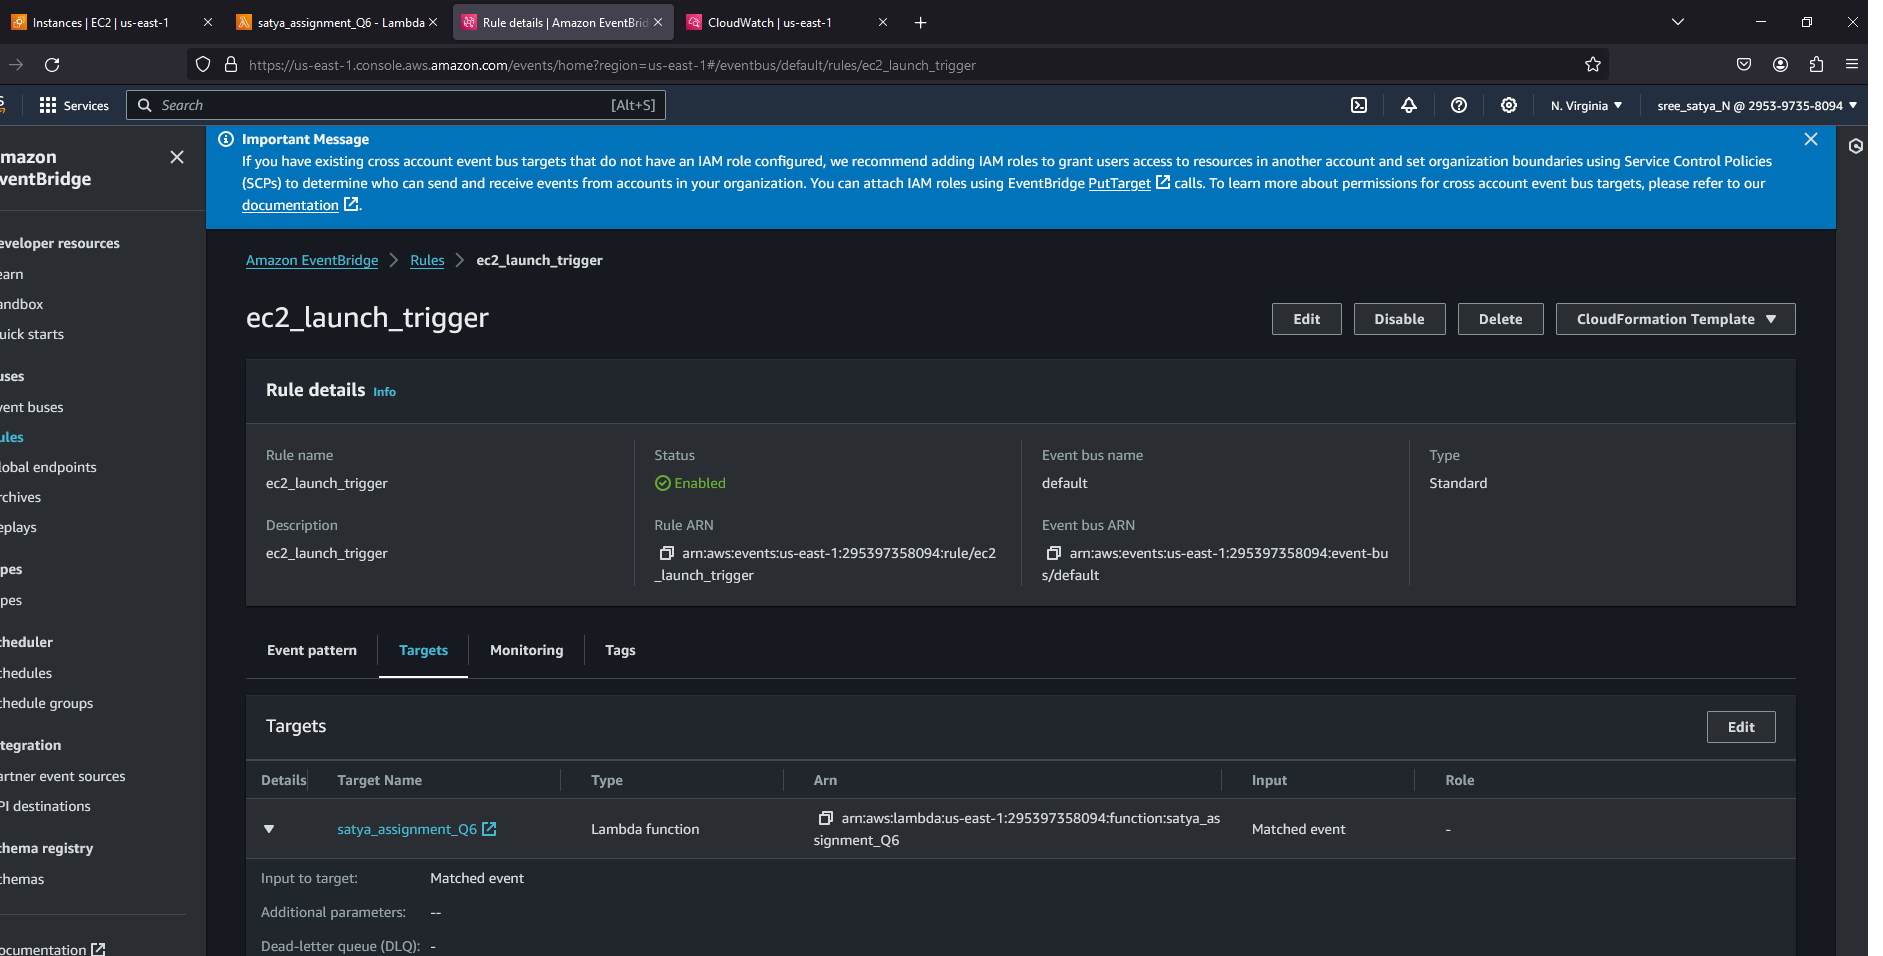 Instances | EC2 | us-east-1
satya_assignment_Q6 - Lambda
Rule details | Amazon EventBrid
CloudWatch | us-east-1
https://us-east-1.console.aws.amazon.com/events/home?region=us-east-1#/eventbus/default/rules/ec2_launch_trigger
Services
Search
[Alt+S]
N. Virginia
sree_satya_N @ 2953-9735-8094
mazon
ventBridge
eveloper resources
earn
andbox
uick starts
uses
vent buses
ules
lobal endpoints
rchives
eplays
pes
pes
cheduler
chedules
chedule groups
tegration
artner event sources
PI destinations
chema registry
chemas
ocumentation
Important Message
If you have existing cross account event bus targets that do not have an IAM role configured, we recommend adding IAM roles to grant users access to resources in another account and set organization boundaries using Service Control Policies
(SCPs) to determine who can send and receive events from accounts in your organization. You can attach IAM roles using EventBridge PutTarget calls. To learn more about permissions for cross account event bus targets, please refer to our
documentation .
Amazon EventBridge
Rules
ec2_launch_trigger
ec2_launch_trigger
Edit
Disable
Delete
CloudFormation Template
Rule details Info
Rule name
ec2_launch_trigger
Description
ec2_launch_trigger
Status
Enabled
Rule ARN
arn:aws:events:us-east-1:295397358094:rule/ec2
_launch_trigger
Event bus name
default
Event bus ARN
arn:aws:events:us-east-1:295397358094:event-bu
s/default
Type
Standard
Event pattern
Targets
Monitoring
Tags
Targets
Edit
Details
Target Name
Type
Arn
Input
Role
satya_assignment_Q6
Lambda function
arn:aws:lambda:us-east-1:295397358094:function:satya_as
signment_Q6
Matched event
-
Input to target: Matched event
Additional parameters: --
Dead-letter queue (DLQ): -